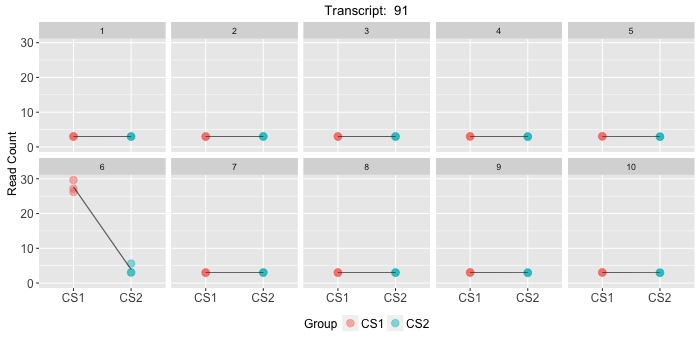 Transcript: 91
1 2 3 4 5
30
20
10
0
Read Count
6 7 8 9 10
30
20
10
0
CS1 CS2 CS1 CS2 CS1 CS2 CS1 CS2 CS1 CS2
Group CS1 CS2